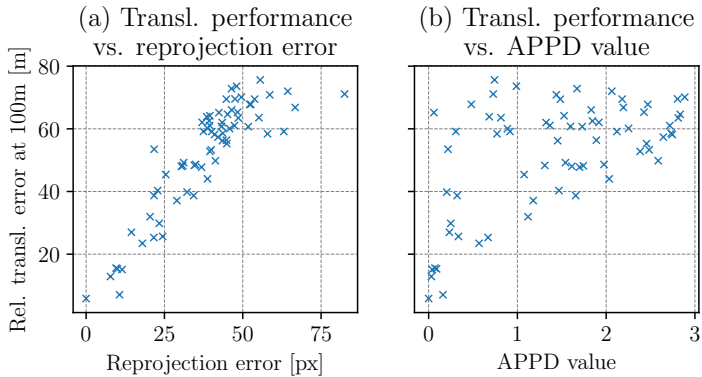 (a) Transl. performance
vs. reprojection error
(b) Transl. performance
vs. APPD value
Rel. transl. error at 100m [m]
80
60
40
20
0
25
50
75
Reprojection error [px]
0
1
2
3
APPD value